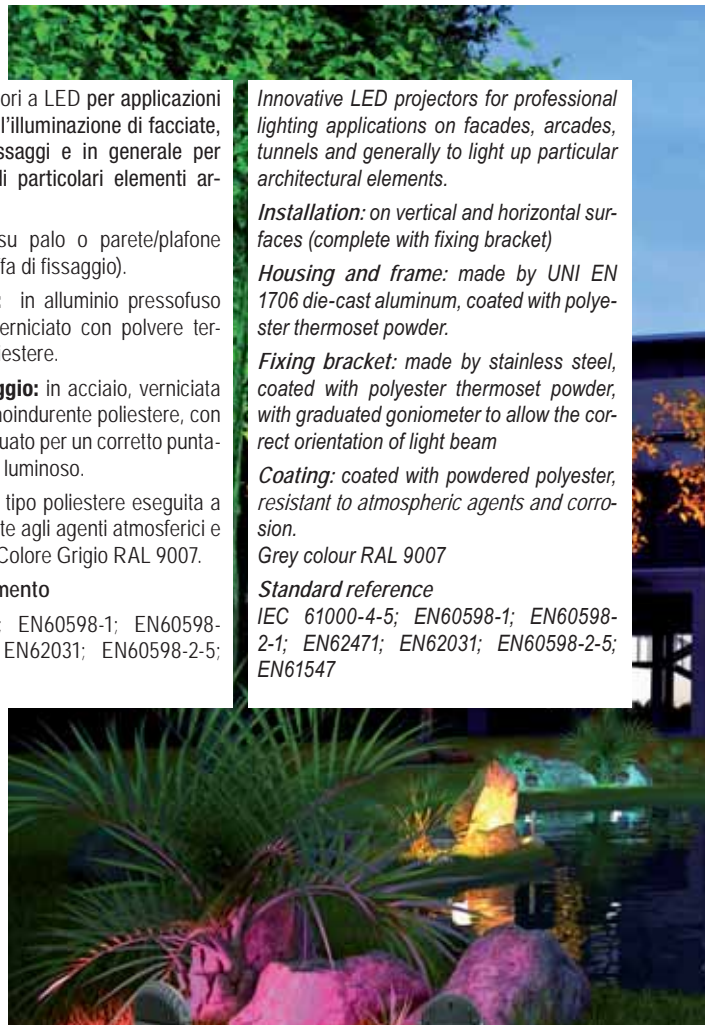 ori a LED per applicazioni
l'illuminazione di facciate,
ssaggi e in generale per
li particolari elementi ar-
su palo o parete/plafone
ffa di fissaggio).
in alluminio pressofuso
erniciato con polvere ter-
iestere.
ggio: in acciaio, verniciata
noindurente poliestere, con
uato per un corretto punta-
luminoso.
tipo poliestere eseguita a
te agli agenti atmosferici e
Colore Grigio RAL 9007.
mento
EN60598-1; EN60598-
EN62031; EN60598-2-5;
Innovative LED projectors for professional
lighting applications on facades, arcades,
tunnels and generally to light up particular
architectural elements.
Installation: on vertical and horizontal sur-
faces (complete with fixing bracket)
Housing and frame: made by UNI EN
1706 die-cast aluminum, coated with polye-
ster thermoset powder.
Fixing bracket: made by stainless steel,
coated with polyester thermoset powder,
with graduated goniometer to allow the cor-
rect orientation of light beam
Coating: coated with powdered polyester,
resistant to atmospheric agents and corro-
sion.
Grey colour RAL 9007
Standard reference
IEC 61000-4-5; EN60598-1; EN60598-
2-1; EN62471; EN62031; EN60598-2-5;
EN61547